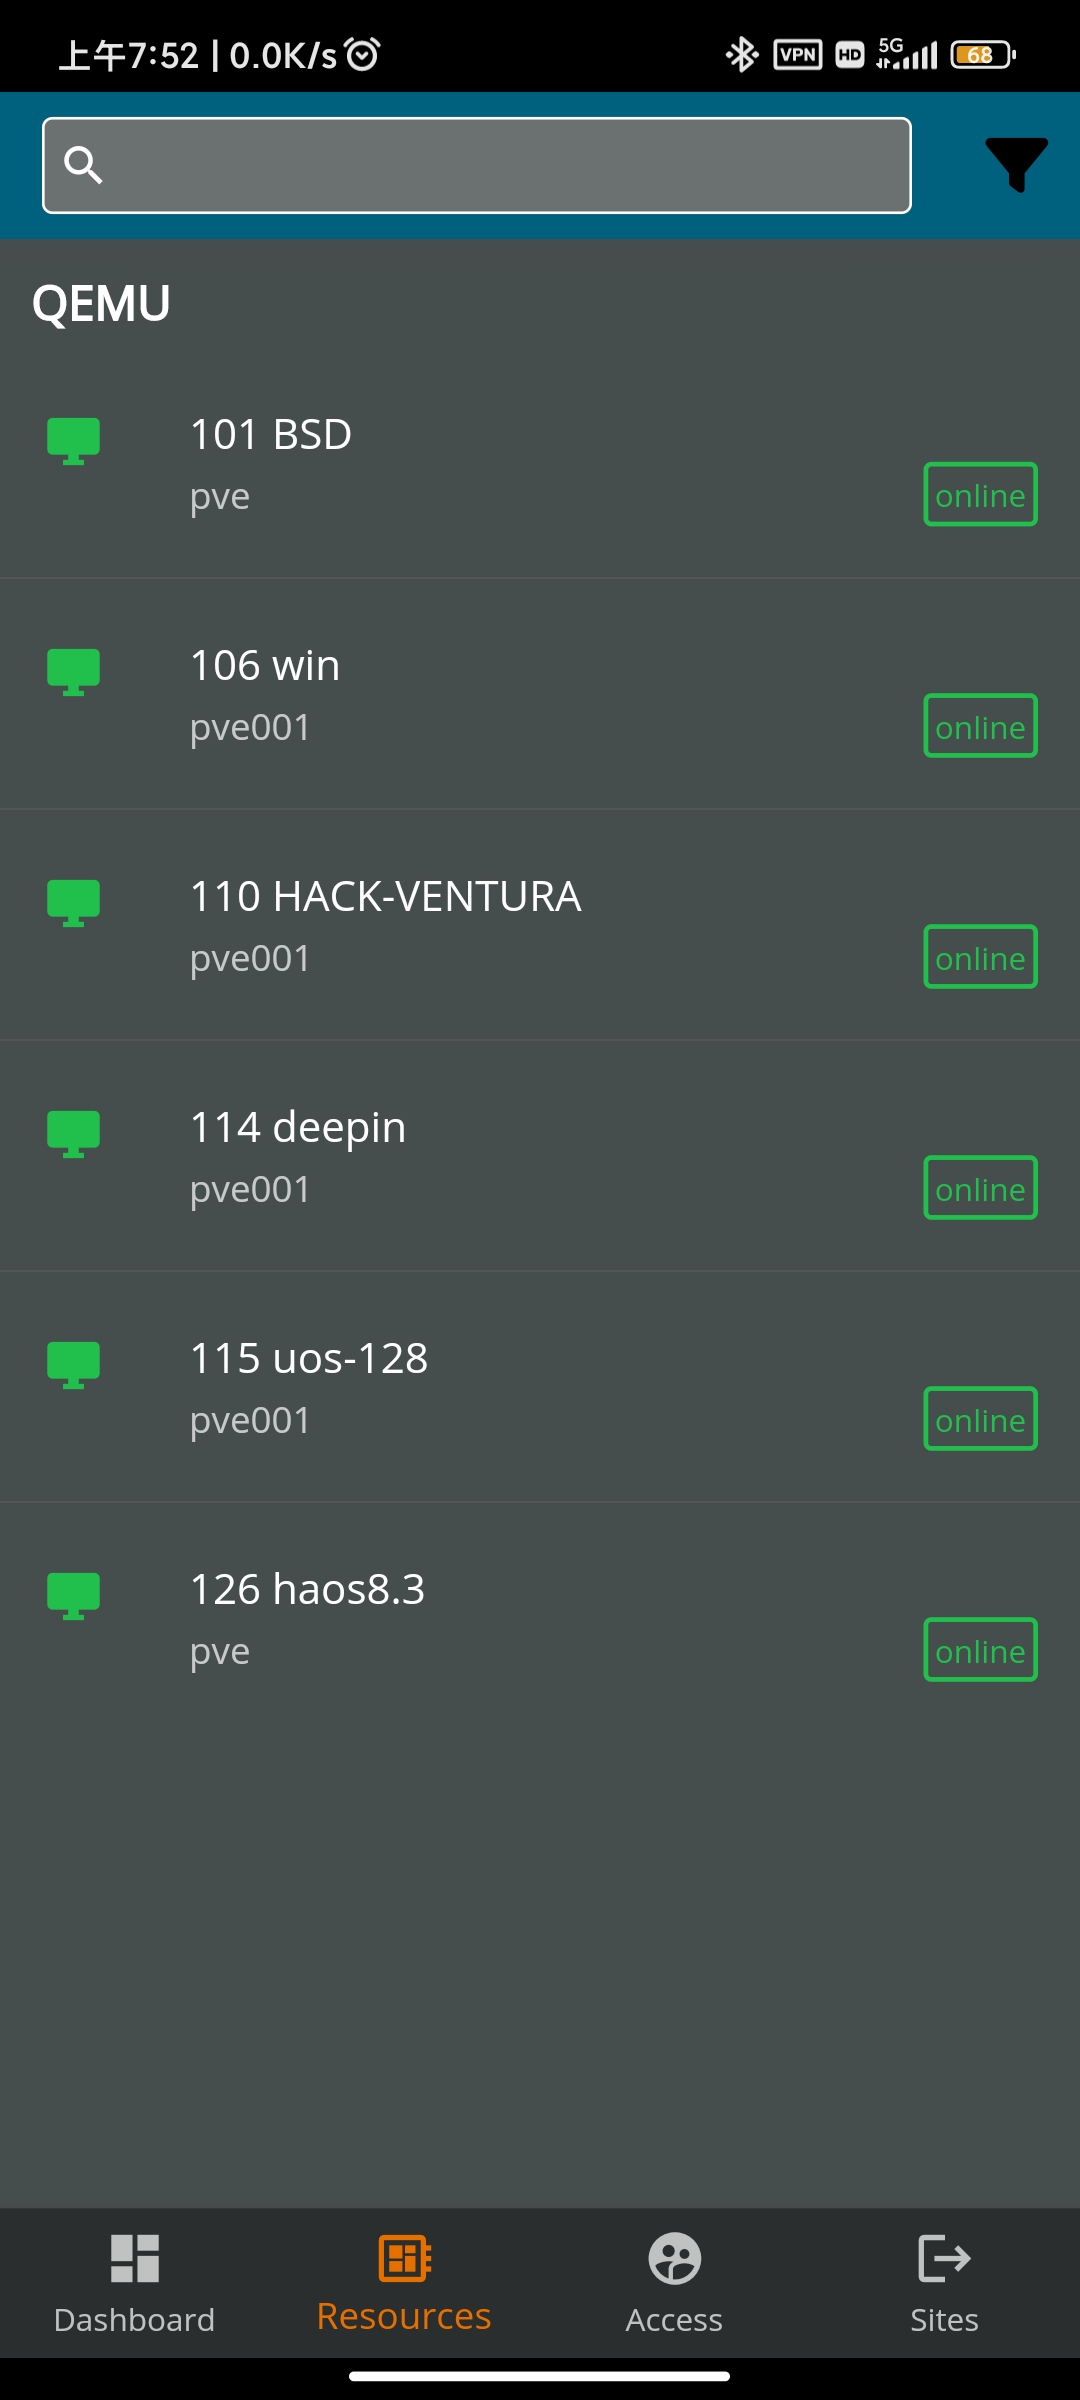 上午7:52 | 0.0K/s VPN HD 5G 68
QEMU
101 BSD
pve
online
106 win
pve001
online
110 HACK-VENTURA
pve001
online
114 deepin
pve001
online
115 uos-128
pve001
online
126 haos8.3
pve
online
Dashboard Resources Access Sites